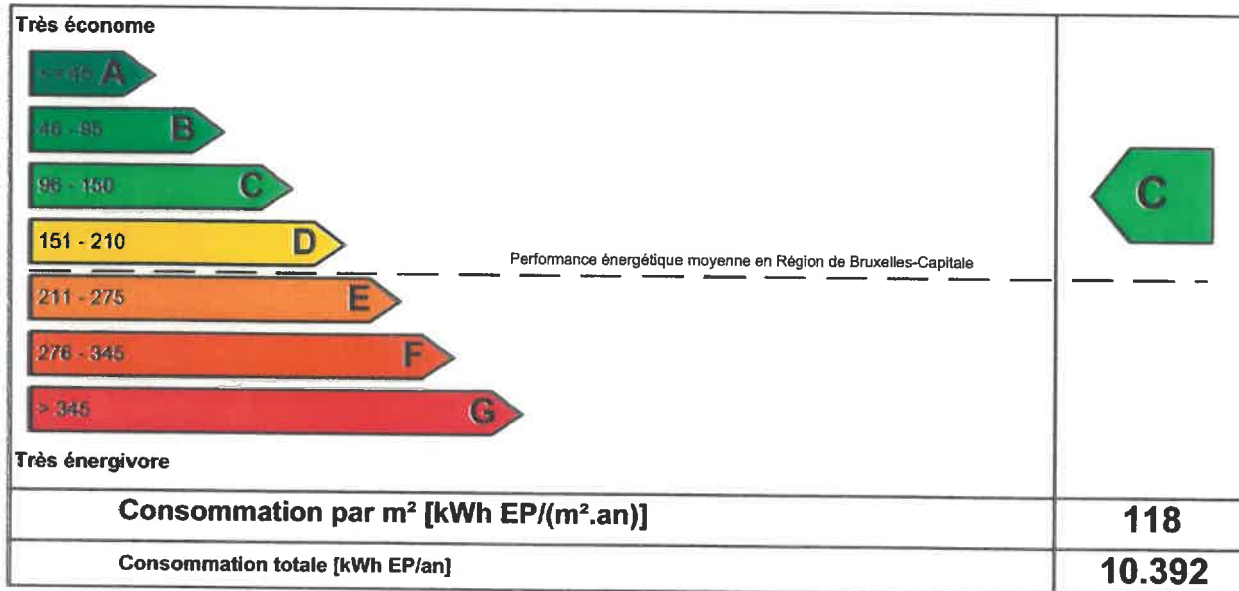 Très économe
<= 45 A
46 - 95 B
96 - 150 C
C
151 - 210 D
Performance énergétique moyenne en Région de Bruxelles-Capitale
211 - 275 E
276 - 345 F
> 345 G
Très énergivore
Consommation par m² [kWh EP/(m².an)] 118
Consommation totale [kWh EP/an] 10.392